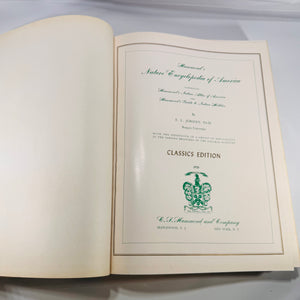 Hammond's
Nature Encyclopedia of America
Hammond's Nature Atlas of America
Hammond's Guide to Nature Hobbies
By
E. L. JORDAN, Ph.D.
Rutgers University
CLASSICS EDITION
C. S. Hammond and Company
MAPLEWOOD, N. J. NEW YORK, N. Y.